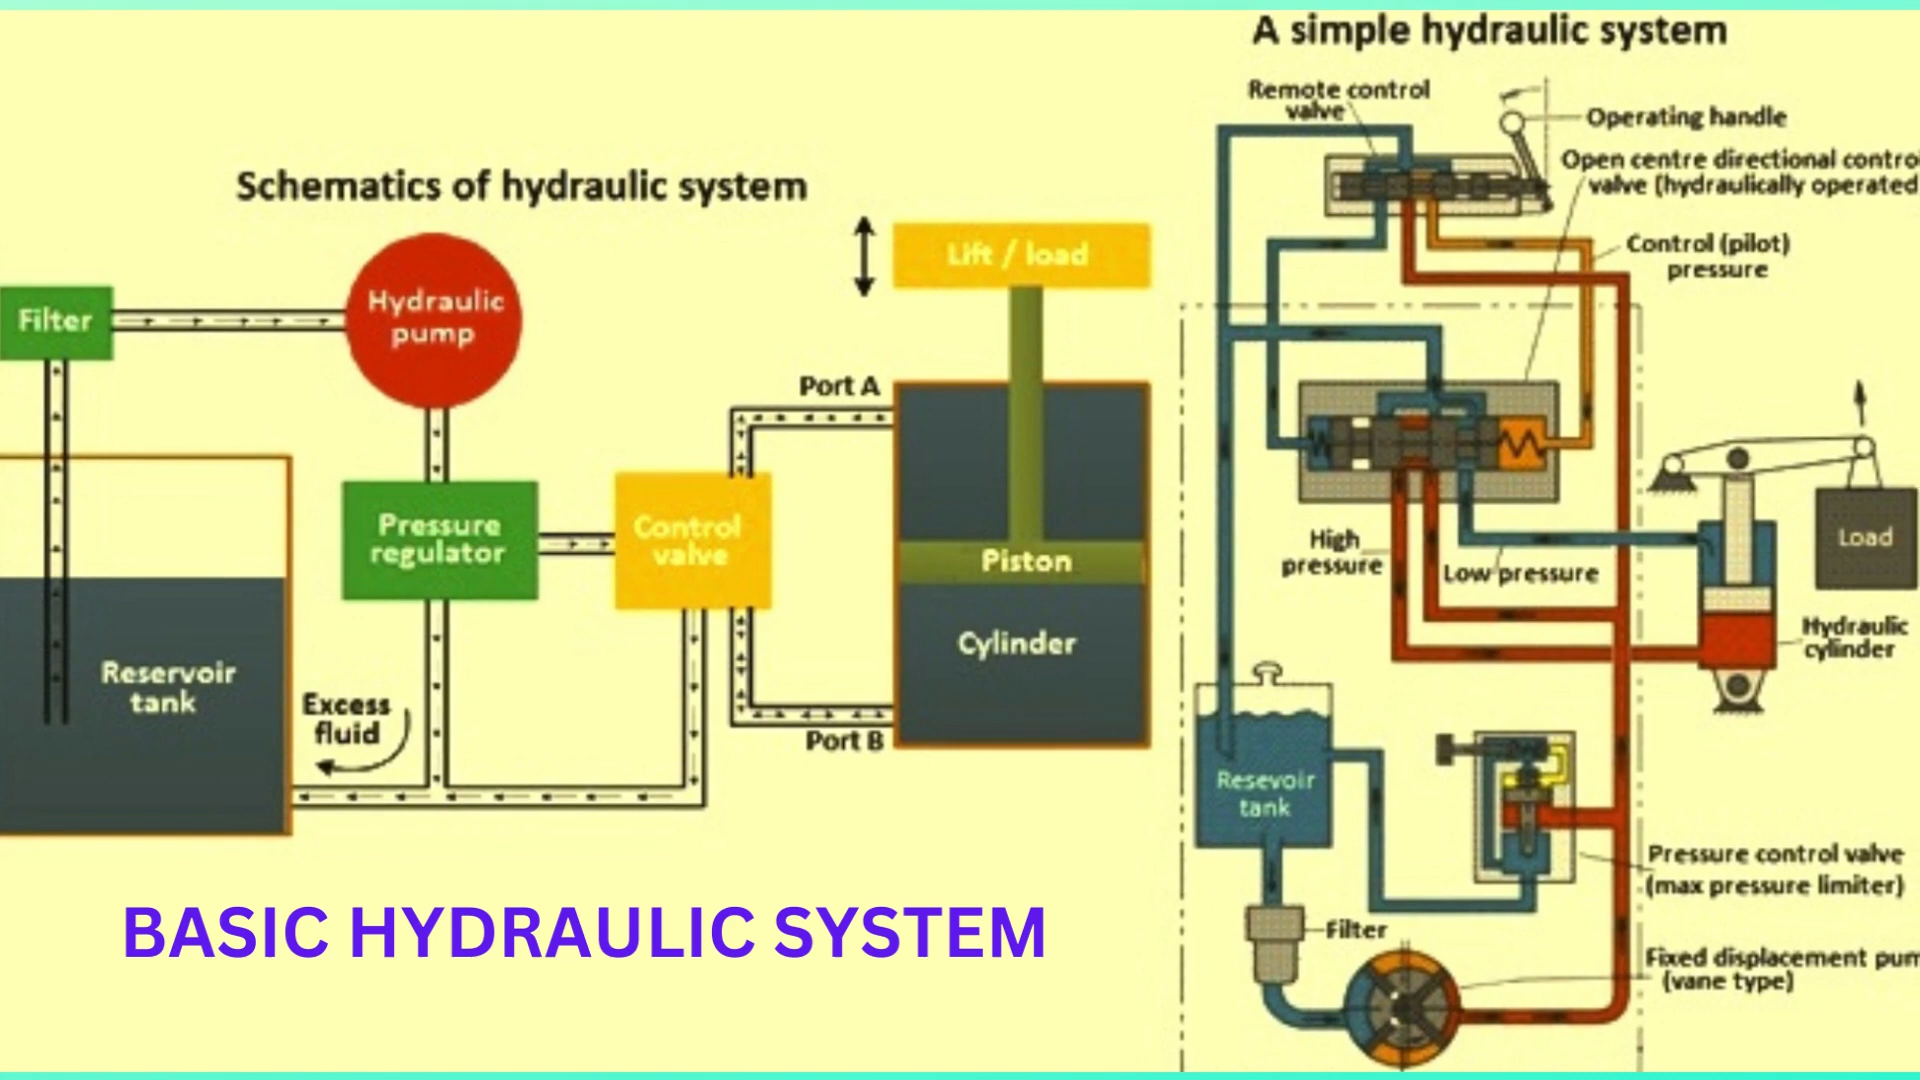 Schematics of hydraulic system
Filter
Hydraulic
pump
Lift / load
Port A
Pressure
regulator
Control
valve
Piston
Cylinder
Reservoir
tank
Excess
fluid
Port B
BASIC HYDRAULIC SYSTEM
A simple hydraulic system
Remote control
valve
Operating handle
Open centre directional control
valve (hydraulically operated
Control (pilot)
pressure
High
pressure
Low pressure
Load
Hydraulic
cylinder
Resevoir
tank
Pressure control valve
(max pressure limiter)
Filter
Fixed displacement pum
(vane type)